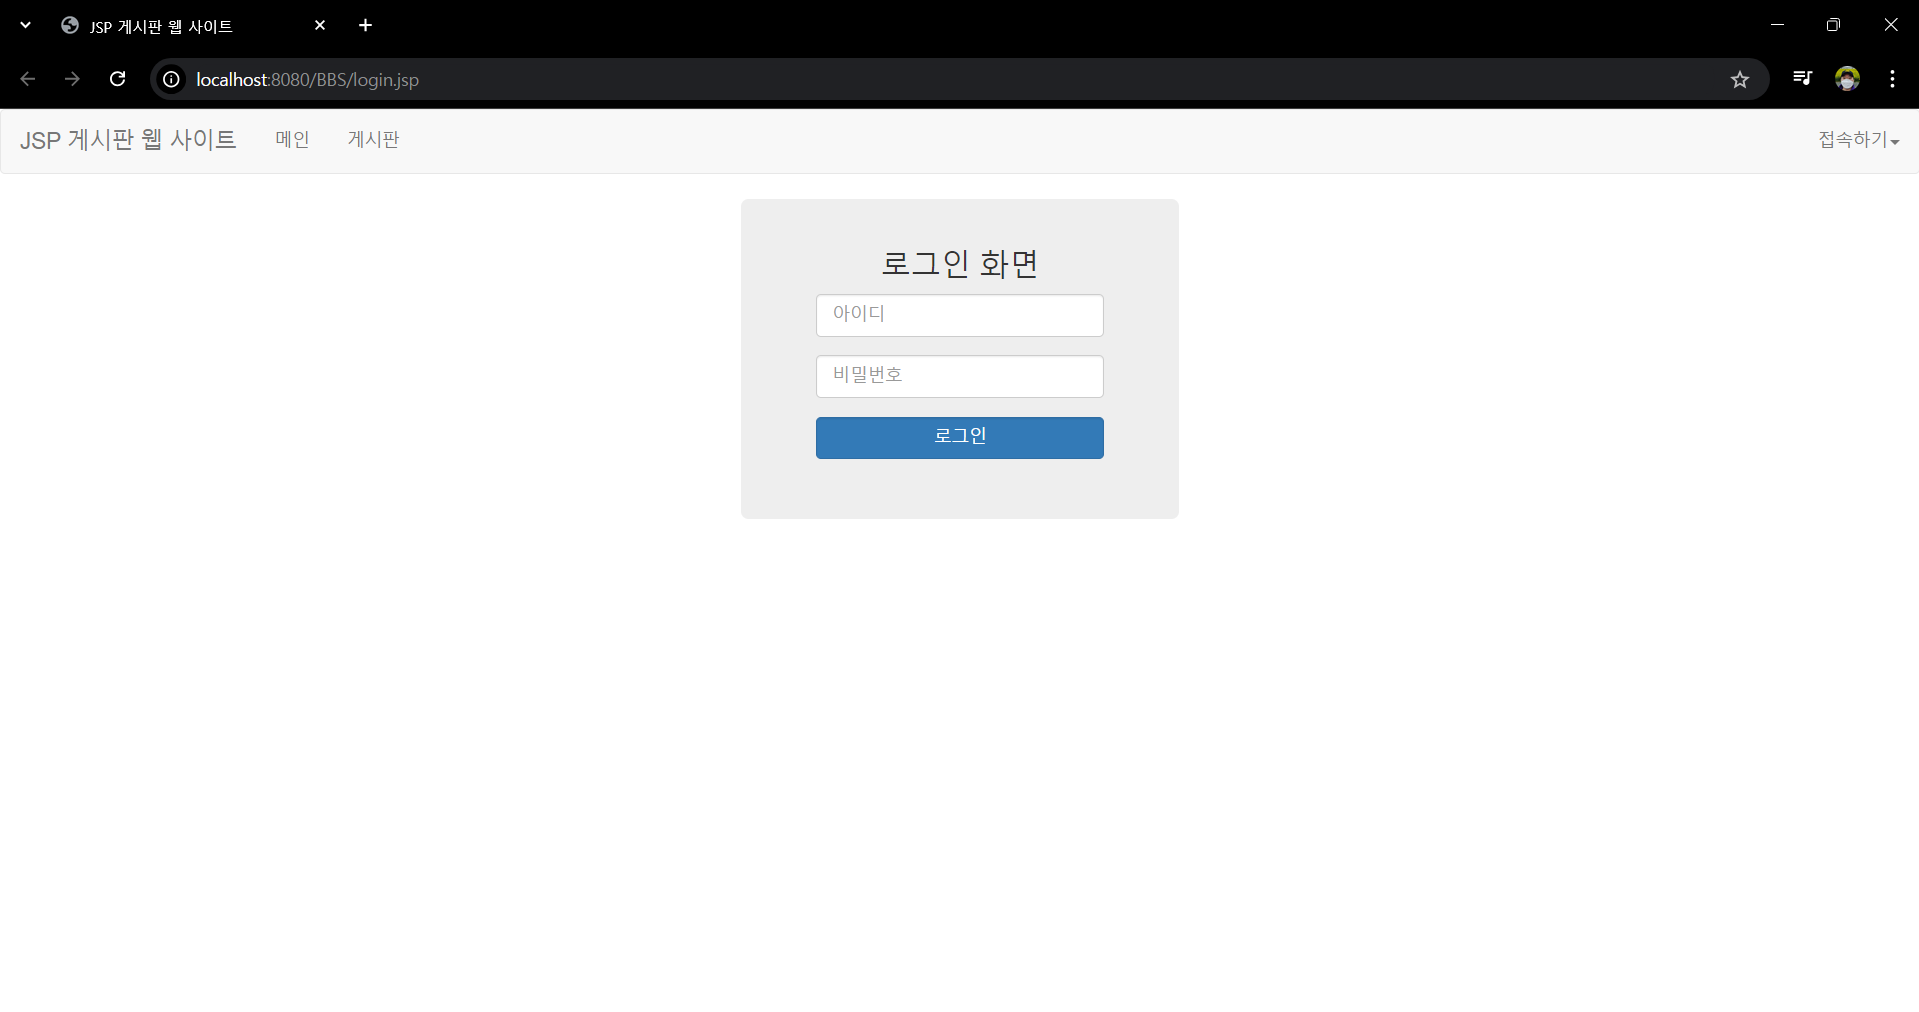 JSP 게시판 웹 사이트
localhost:8080/BBS/login.jsp
JSP 게시판 웹 사이트 메인 게시판 접속하기
로그인 화면
아이디
비밀번호
로그인